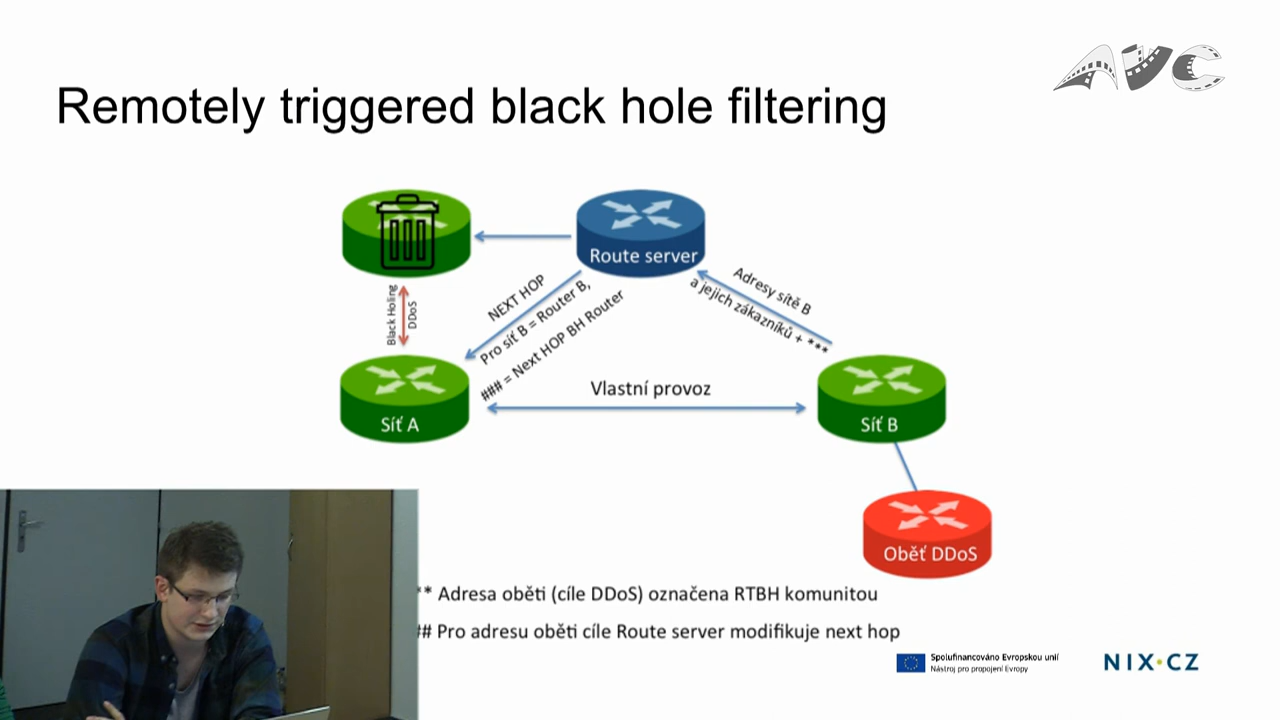 AVC
Remotely triggered black hole filtering
Route server
Adresy sítě B
a jejich zákazníků + ***
NEXT HOP
Pro síť B = Router B,
### = Next HOP BH Router
Black Holing
DDoS
Síť A
Vlastní provoz
Síť B
Oběť DDoS
** Adresa oběti (cíle DDoS) označena RTBH komunitou
## Pro adresu oběti cíle Route server modifikuje next hop
Spolufinancováno Evropskou unií
Nástroj pro propojení Evropy
NIX·CZ